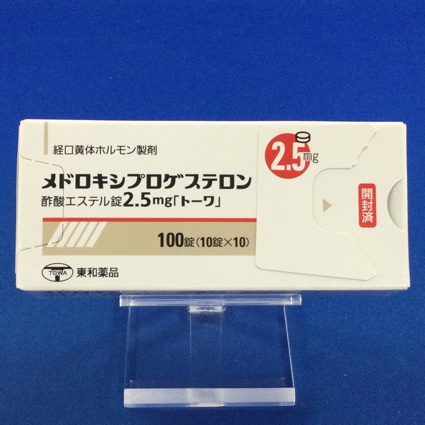 経口黄体ホルモン製剤
メドロキシプロゲステロン
酢酸エステル錠2.5mg「トーワ」
100錠(10錠×10)
TOWA 東和薬品
2.5mg
開封済